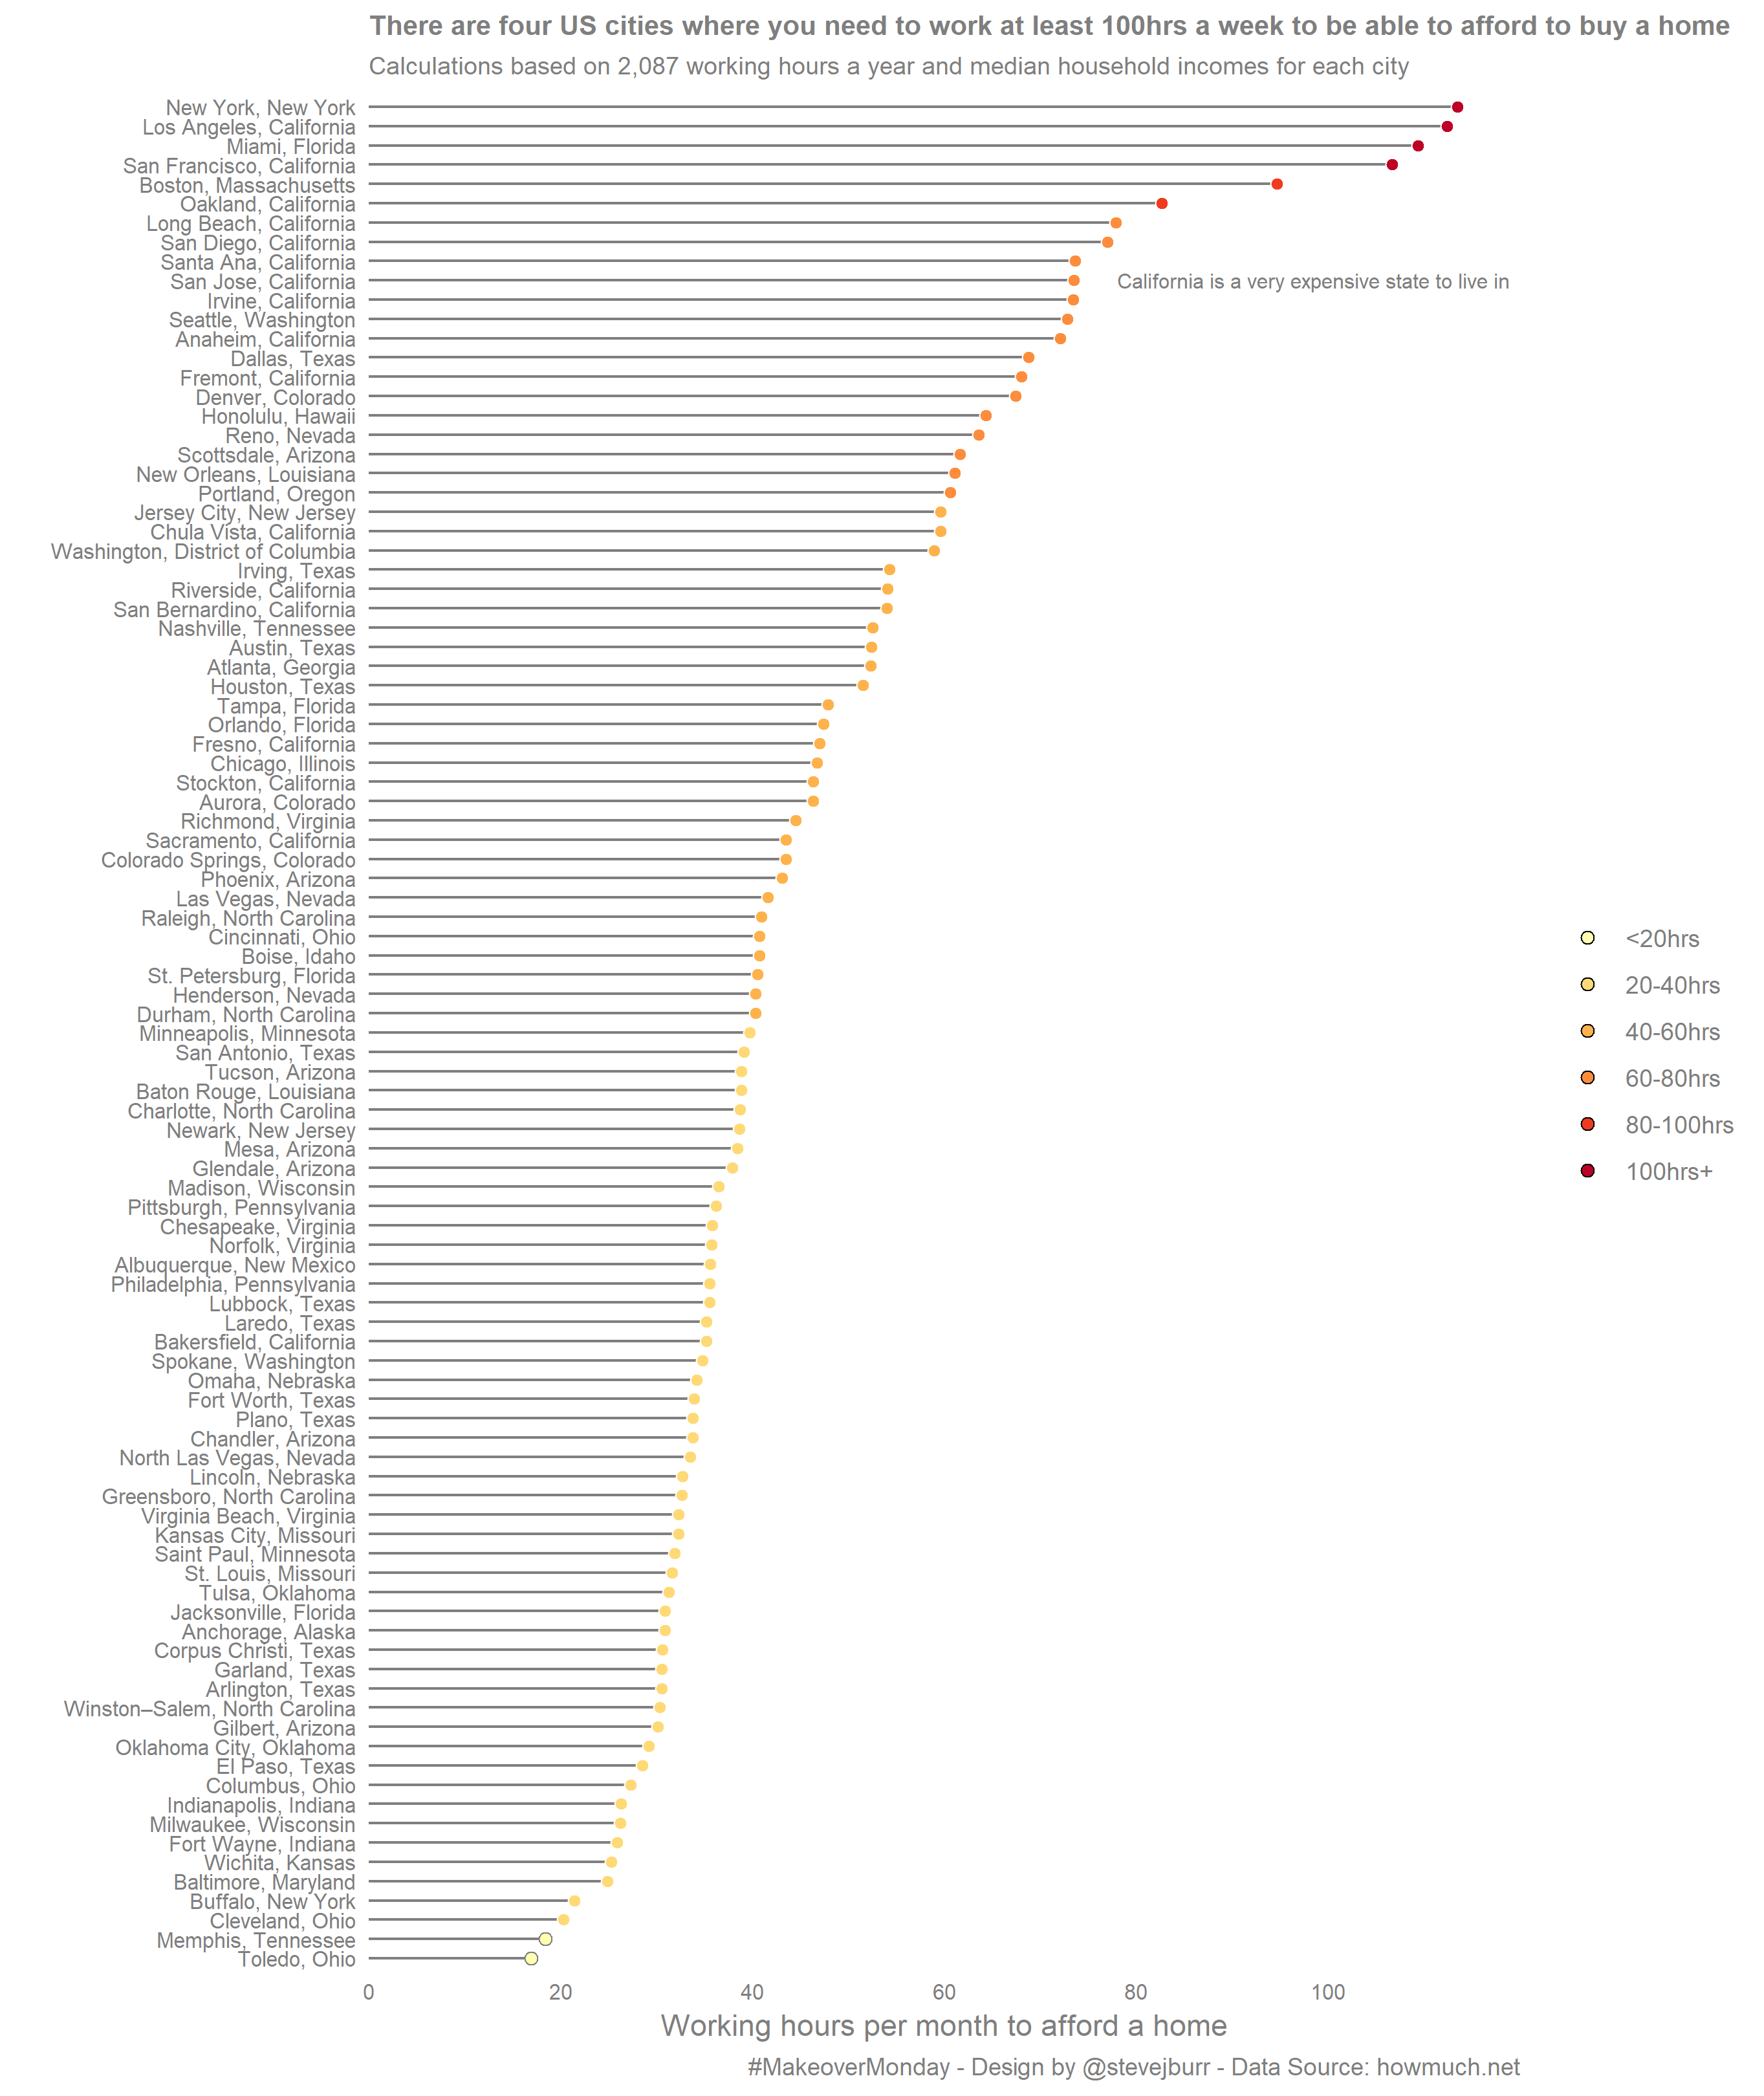 There are four US cities where you need to work at least 100hrs a week to be able to afford to buy a home
Calculations based on 2,087 working hours a year and median household incomes for each city
New York, New York
Los Angeles, California
Miami, Florida
San Francisco, California
Boston, Massachusetts
Oakland, California
Long Beach, California
San Diego, California
Santa Ana, California
San Jose, California
California is a very expensive state to live in
Irvine, California
Seattle, Washington
Anaheim, California
Dallas, Texas
Fremont, California
Denver, Colorado
Honolulu, Hawaii
Reno, Nevada
Scottsdale, Arizona
New Orleans, Louisiana
Portland, Oregon
Jersey City, New Jersey
Chula Vista, California
Washington, District of Columbia
Irving, Texas
Riverside, California
San Bernardino, California
Nashville, Tennessee
Austin, Texas
Atlanta, Georgia
Houston, Texas
Tampa, Florida
Orlando, Florida
Fresno, California
Chicago, Illinois
Stockton, California
Aurora, Colorado
Richmond, Virginia
Sacramento, California
Colorado Springs, Colorado
Phoenix, Arizona
Las Vegas, Nevada
Raleigh, North Carolina
Cincinnati, Ohio
Boise, Idaho
St. Petersburg, Florida
Henderson, Nevada
Durham, North Carolina
Minneapolis, Minnesota
San Antonio, Texas
Tucson, Arizona
Baton Rouge, Louisiana
Charlotte, North Carolina
Newark, New Jersey
Mesa, Arizona
Glendale, Arizona
Madison, Wisconsin
Pittsburgh, Pennsylvania
Chesapeake, Virginia
Norfolk, Virginia
Albuquerque, New Mexico
Philadelphia, Pennsylvania
Lubbock, Texas
Laredo, Texas
Bakersfield, California
Spokane, Washington
Omaha, Nebraska
Fort Worth, Texas
Plano, Texas
Chandler, Arizona
North Las Vegas, Nevada
Lincoln, Nebraska
Greensboro, North Carolina
Virginia Beach, Virginia
Kansas City, Missouri
Saint Paul, Minnesota
St. Louis, Missouri
Tulsa, Oklahoma
Jacksonville, Florida
Anchorage, Alaska
Corpus Christi, Texas
Garland, Texas
Arlington, Texas
Winston–Salem, North Carolina
Gilbert, Arizona
Oklahoma City, Oklahoma
El Paso, Texas
Columbus, Ohio
Indianapolis, Indiana
Milwaukee, Wisconsin
Fort Wayne, Indiana
Wichita, Kansas
Baltimore, Maryland
Buffalo, New York
Cleveland, Ohio
Memphis, Tennessee
Toledo, Ohio
<20hrs
20-40hrs
40-60hrs
60-80hrs
80-100hrs
100hrs+
0 20 40 60 80 100
Working hours per month to afford a home
#MakeoverMonday - Design by @stevejburr - Data Source: howmuch.net